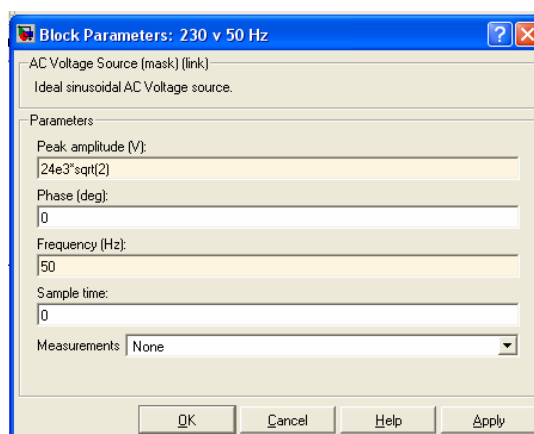 Block Parameters: 230 v 50 Hz
AC Voltage Source (mask) (link)
Ideal sinusoidal AC Voltage source.
Parameters
Peak amplitude (V):
24e3*sqrt(2)
Phase (deg):
0
Frequency (Hz):
50
Sample time:
0
Measurements None
OK Cancel Help Apply